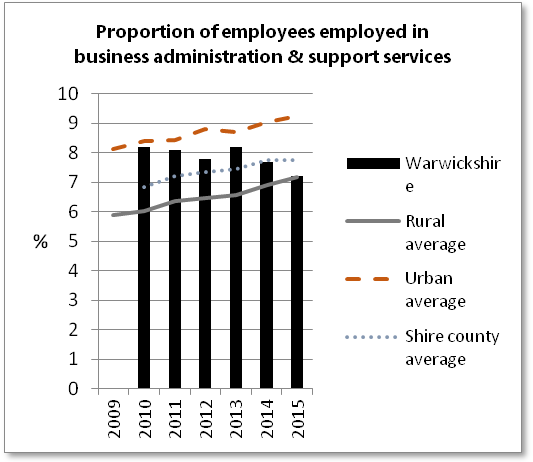 Proportion of employees employed in
business administration & support services
10
9
8
7
6
5
4
3
2
1
0
%
2009
2010
2011
2012
2013
2014
2015
Warwickshir
e
Rural
average
Urban
average
Shire county
average